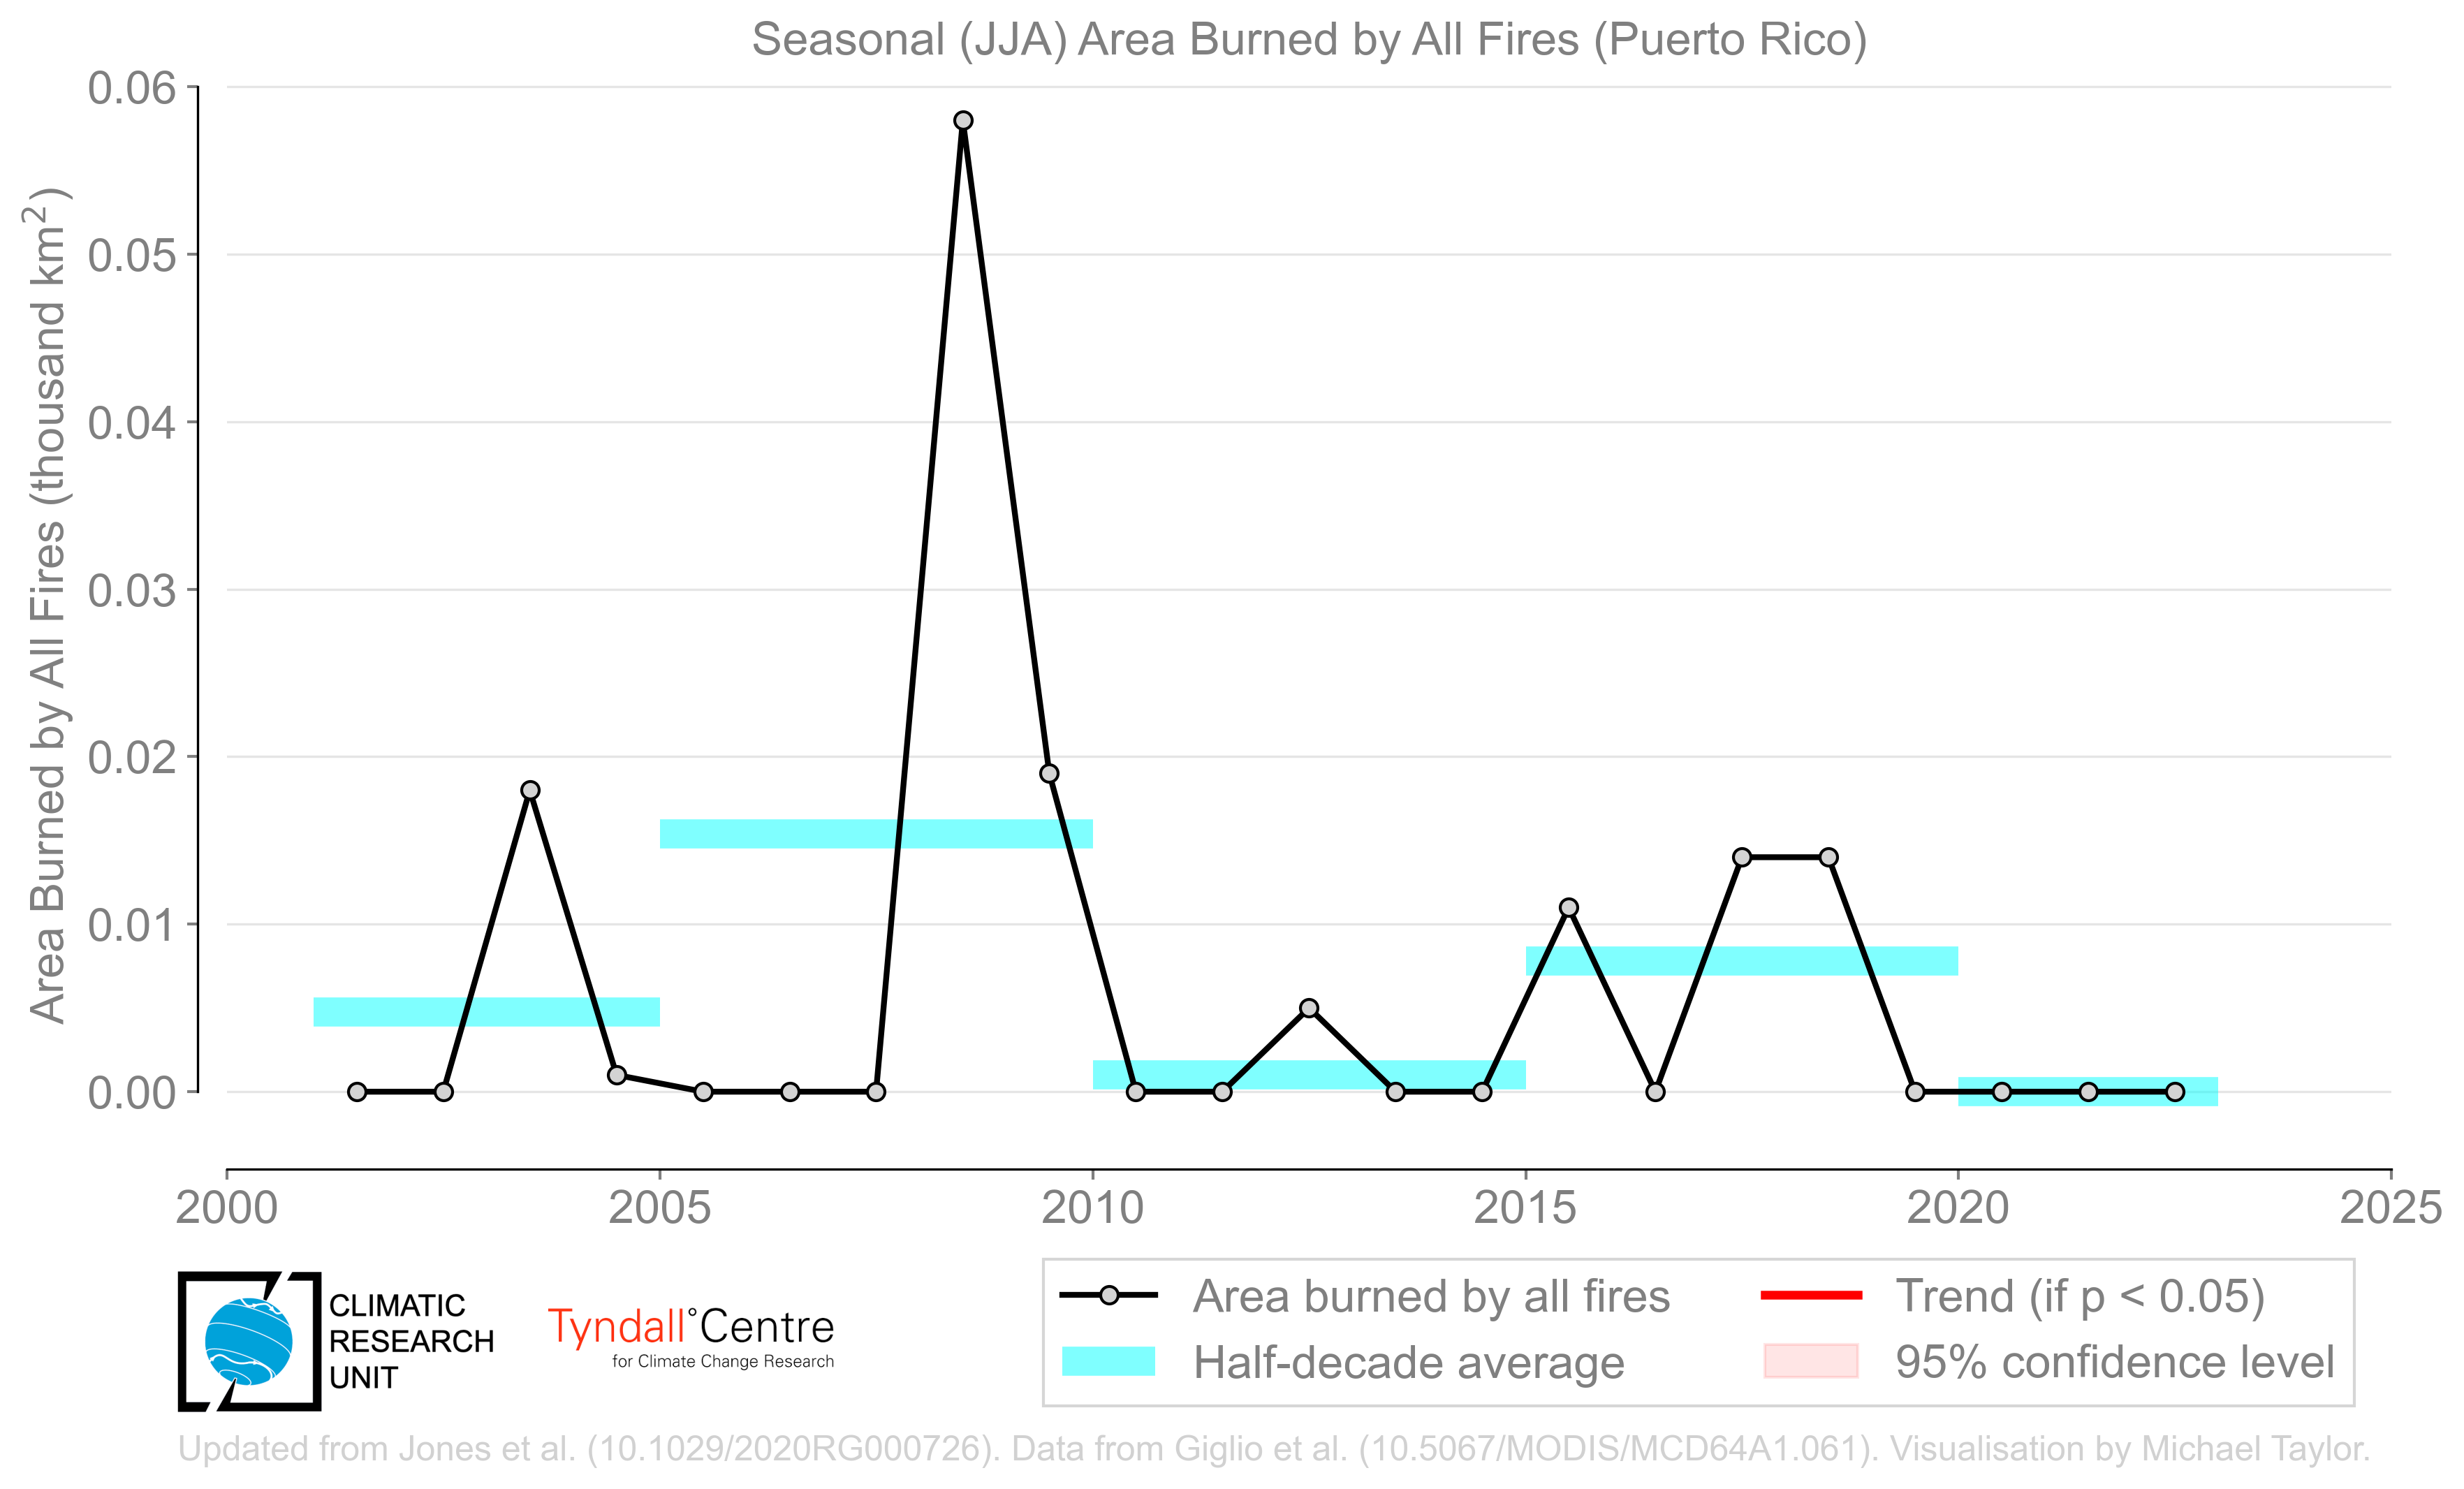 Seasonal (JJA) Area Burned by All Fires (Puerto Rico)
Area Burned by All Fires (thousand km²)
0.06
0.05
0.04
0.03
0.02
0.01
0.00
2000
2005
2010
2015
2020
2025
CLIMATIC
RESEARCH
UNIT
Tyndall°Centre
for Climate Change Research
Area burned by all fires
Half-decade average
Trend (if p < 0.05)
95% confidence level
Updated from Jones et al. (10.1029/2020RG000726). Data from Giglio et al. (10.5067/MODIS/MCD64A1.061). Visualisation by Michael Taylor.